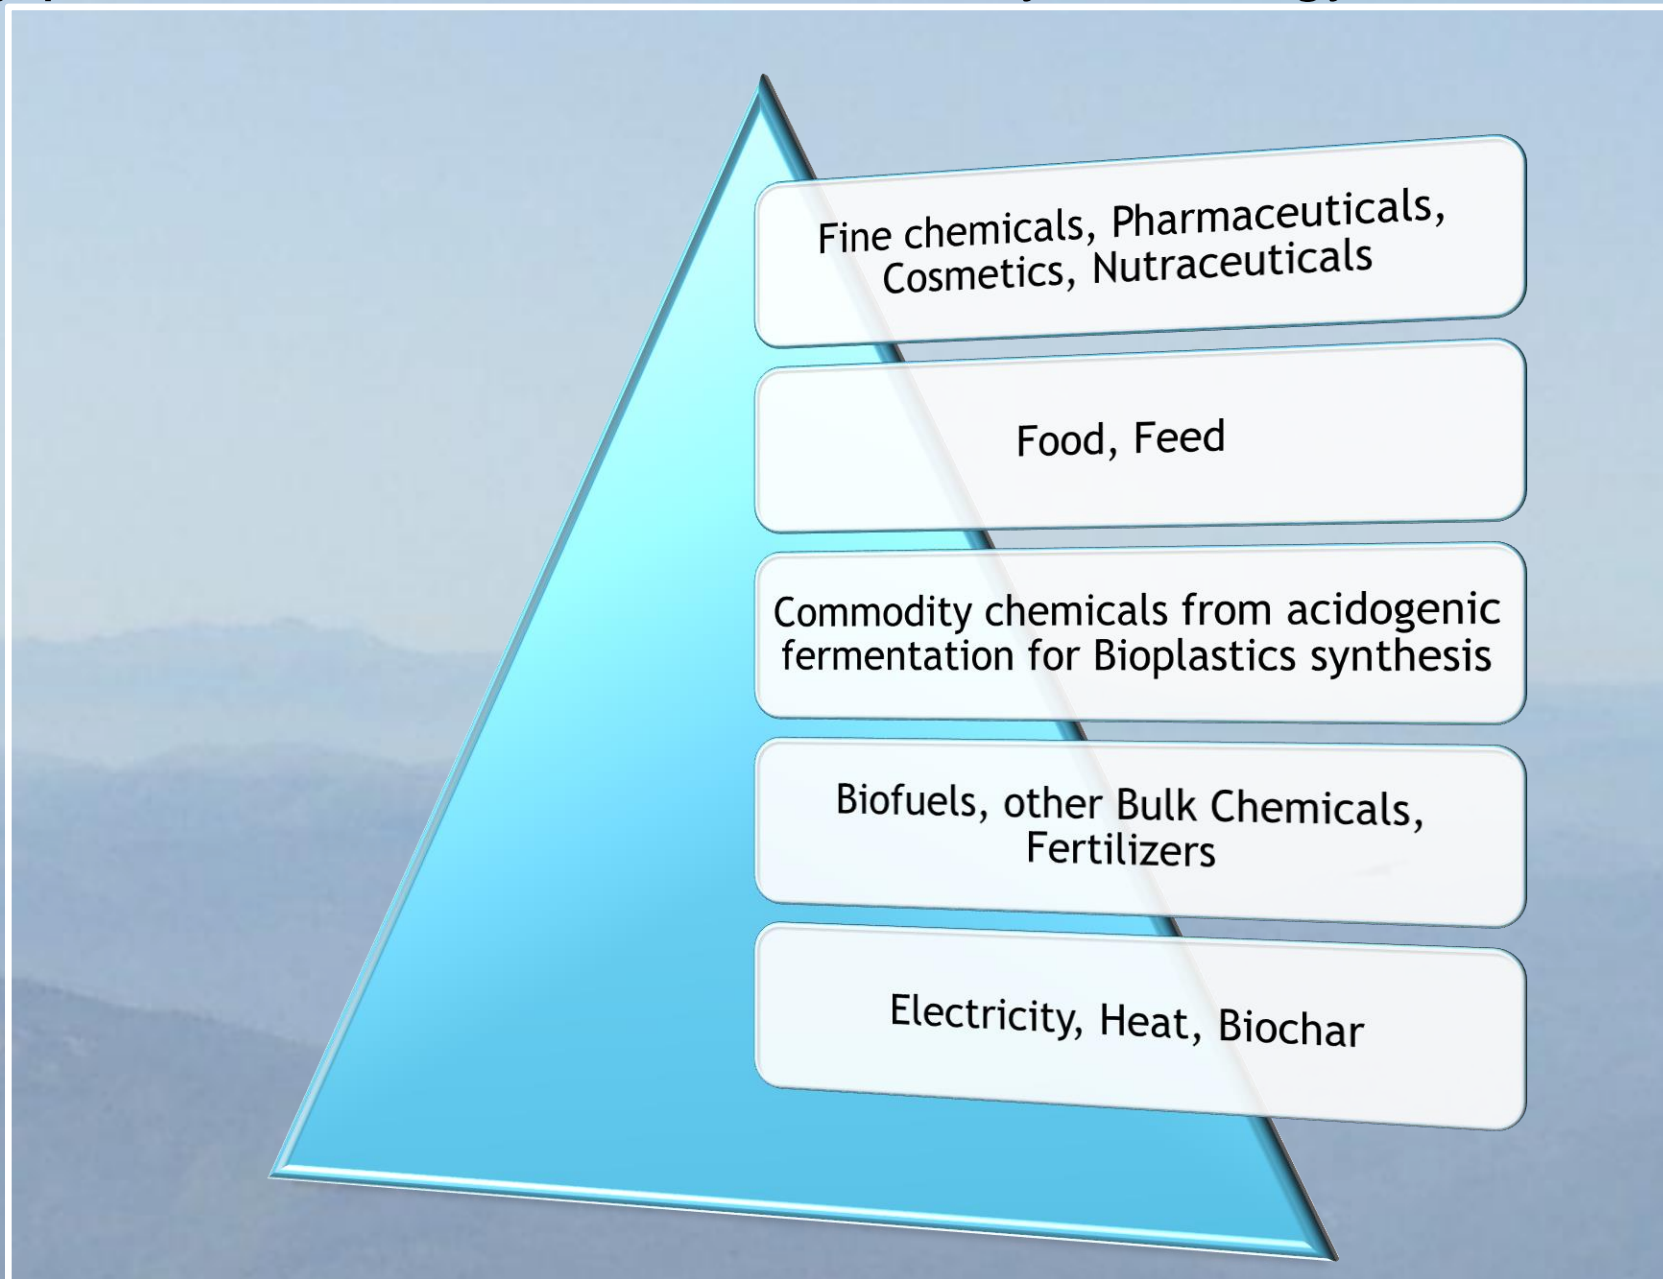 Fine chemicals, Pharmaceuticals,
Cosmetics, Nutraceuticals
Food, Feed
Commodity chemicals from acidogenic
fermentation for Bioplastics synthesis
Biofuels, other Bulk Chemicals,
Fertilizers
Electricity, Heat, Biochar